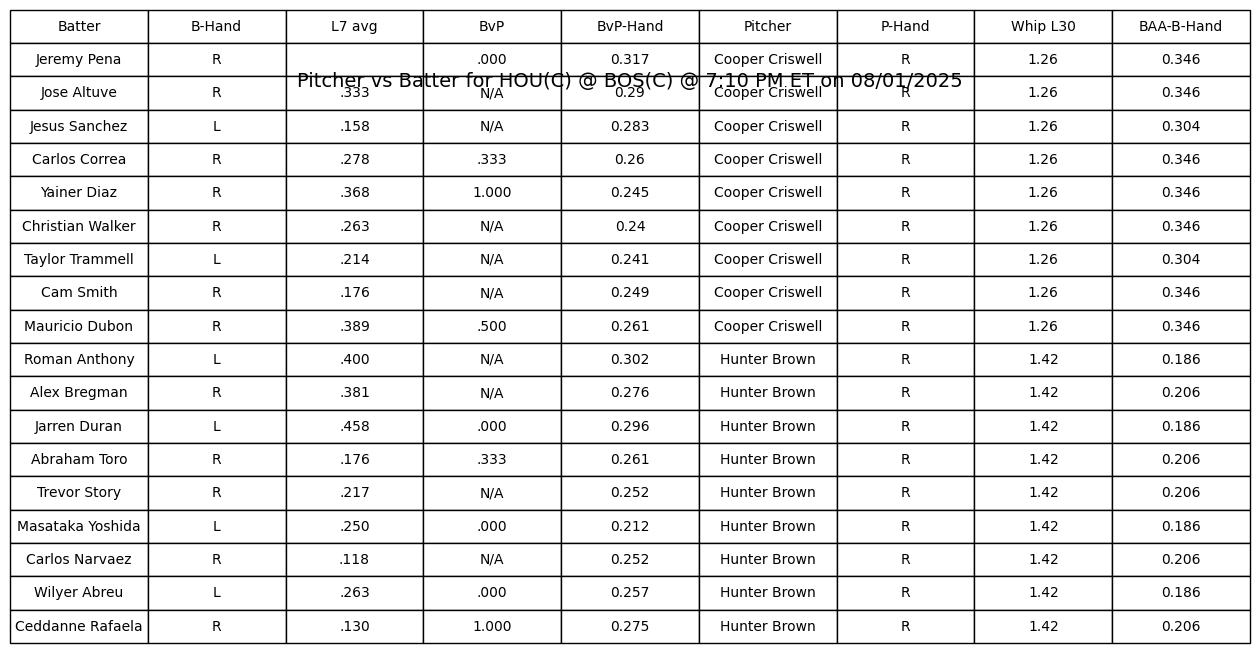 Batter B-Hand L7 avg BvP BvP-Hand Pitcher P-Hand Whip L30 BAA-B-Hand
Jeremy Pena R .000 0.317 Cooper Criswell R 1.26 0.346
Pitcher vs Batter for HOU(C) @ BOS(C) @ 7:10 PM ET on 08/01/2025
Jose Altuve R .333 N/A 0.29 Cooper Criswell R 1.26 0.346
Jesus Sanchez L .158 N/A 0.283 Cooper Criswell R 1.26 0.304
Carlos Correa R .278 .333 0.26 Cooper Criswell R 1.26 0.346
Yainer Diaz R .368 1.000 0.245 Cooper Criswell R 1.26 0.346
Christian Walker R .263 N/A 0.24 Cooper Criswell R 1.26 0.346
Taylor Trammell L .214 N/A 0.241 Cooper Criswell R 1.26 0.304
Cam Smith R .176 N/A 0.249 Cooper Criswell R 1.26 0.346
Mauricio Dubon R .389 .500 0.261 Cooper Criswell R 1.26 0.346
Roman Anthony L .400 N/A 0.302 Hunter Brown R 1.42 0.186
Alex Bregman R .381 N/A 0.276 Hunter Brown R 1.42 0.206
Jarren Duran L .458 .000 0.296 Hunter Brown R 1.42 0.186
Abraham Toro R .176 .333 0.261 Hunter Brown R 1.42 0.206
Trevor Story R .217 N/A 0.252 Hunter Brown R 1.42 0.206
Masataka Yoshida L .250 .000 0.212 Hunter Brown R 1.42 0.186
Carlos Narvaez R .118 N/A 0.252 Hunter Brown R 1.42 0.206
Wilyer Abreu L .263 .000 0.257 Hunter Brown R 1.42 0.186
Ceddanne Rafaela R .130 1.000 0.275 Hunter Brown R 1.42 0.206